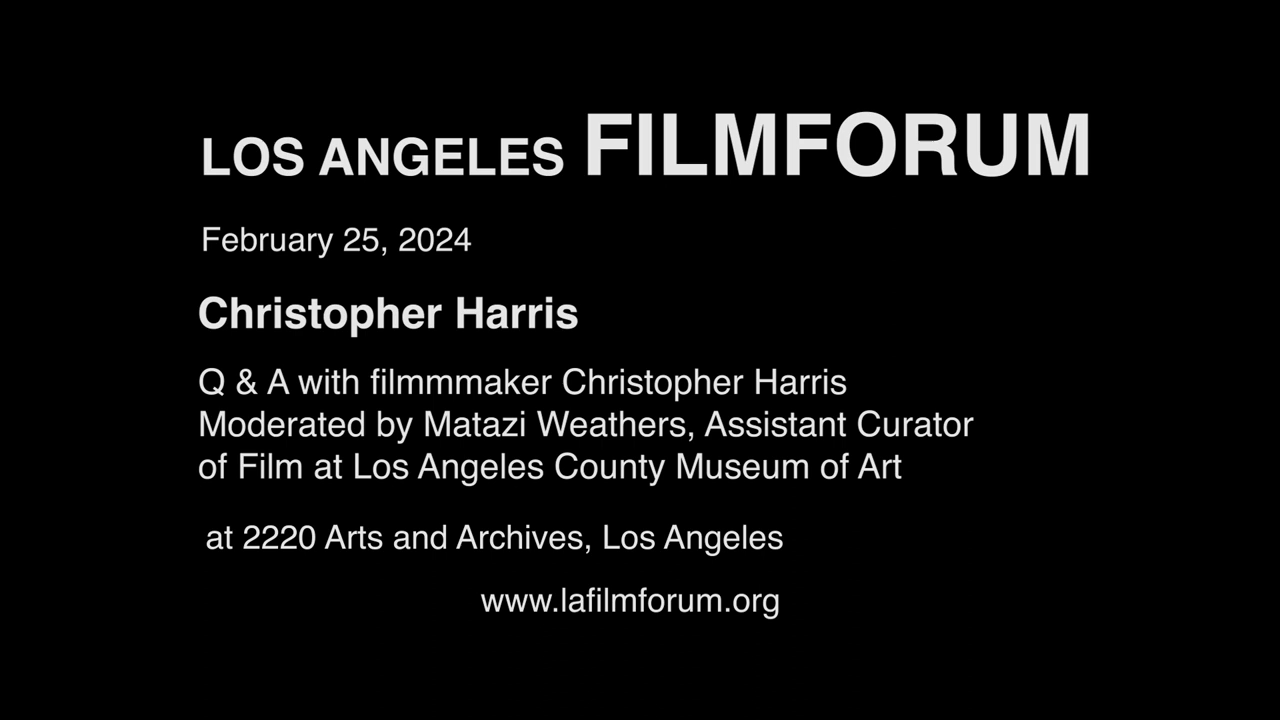 LOS ANGELES FILMFORUM
February 25, 2024
Christopher Harris
Q & A with filmmmaker Christopher Harris
Moderated by Matazi Weathers, Assistant Curator
of Film at Los Angeles County Museum of Art
at 2220 Arts and Archives, Los Angeles
www.lafilmforum.org